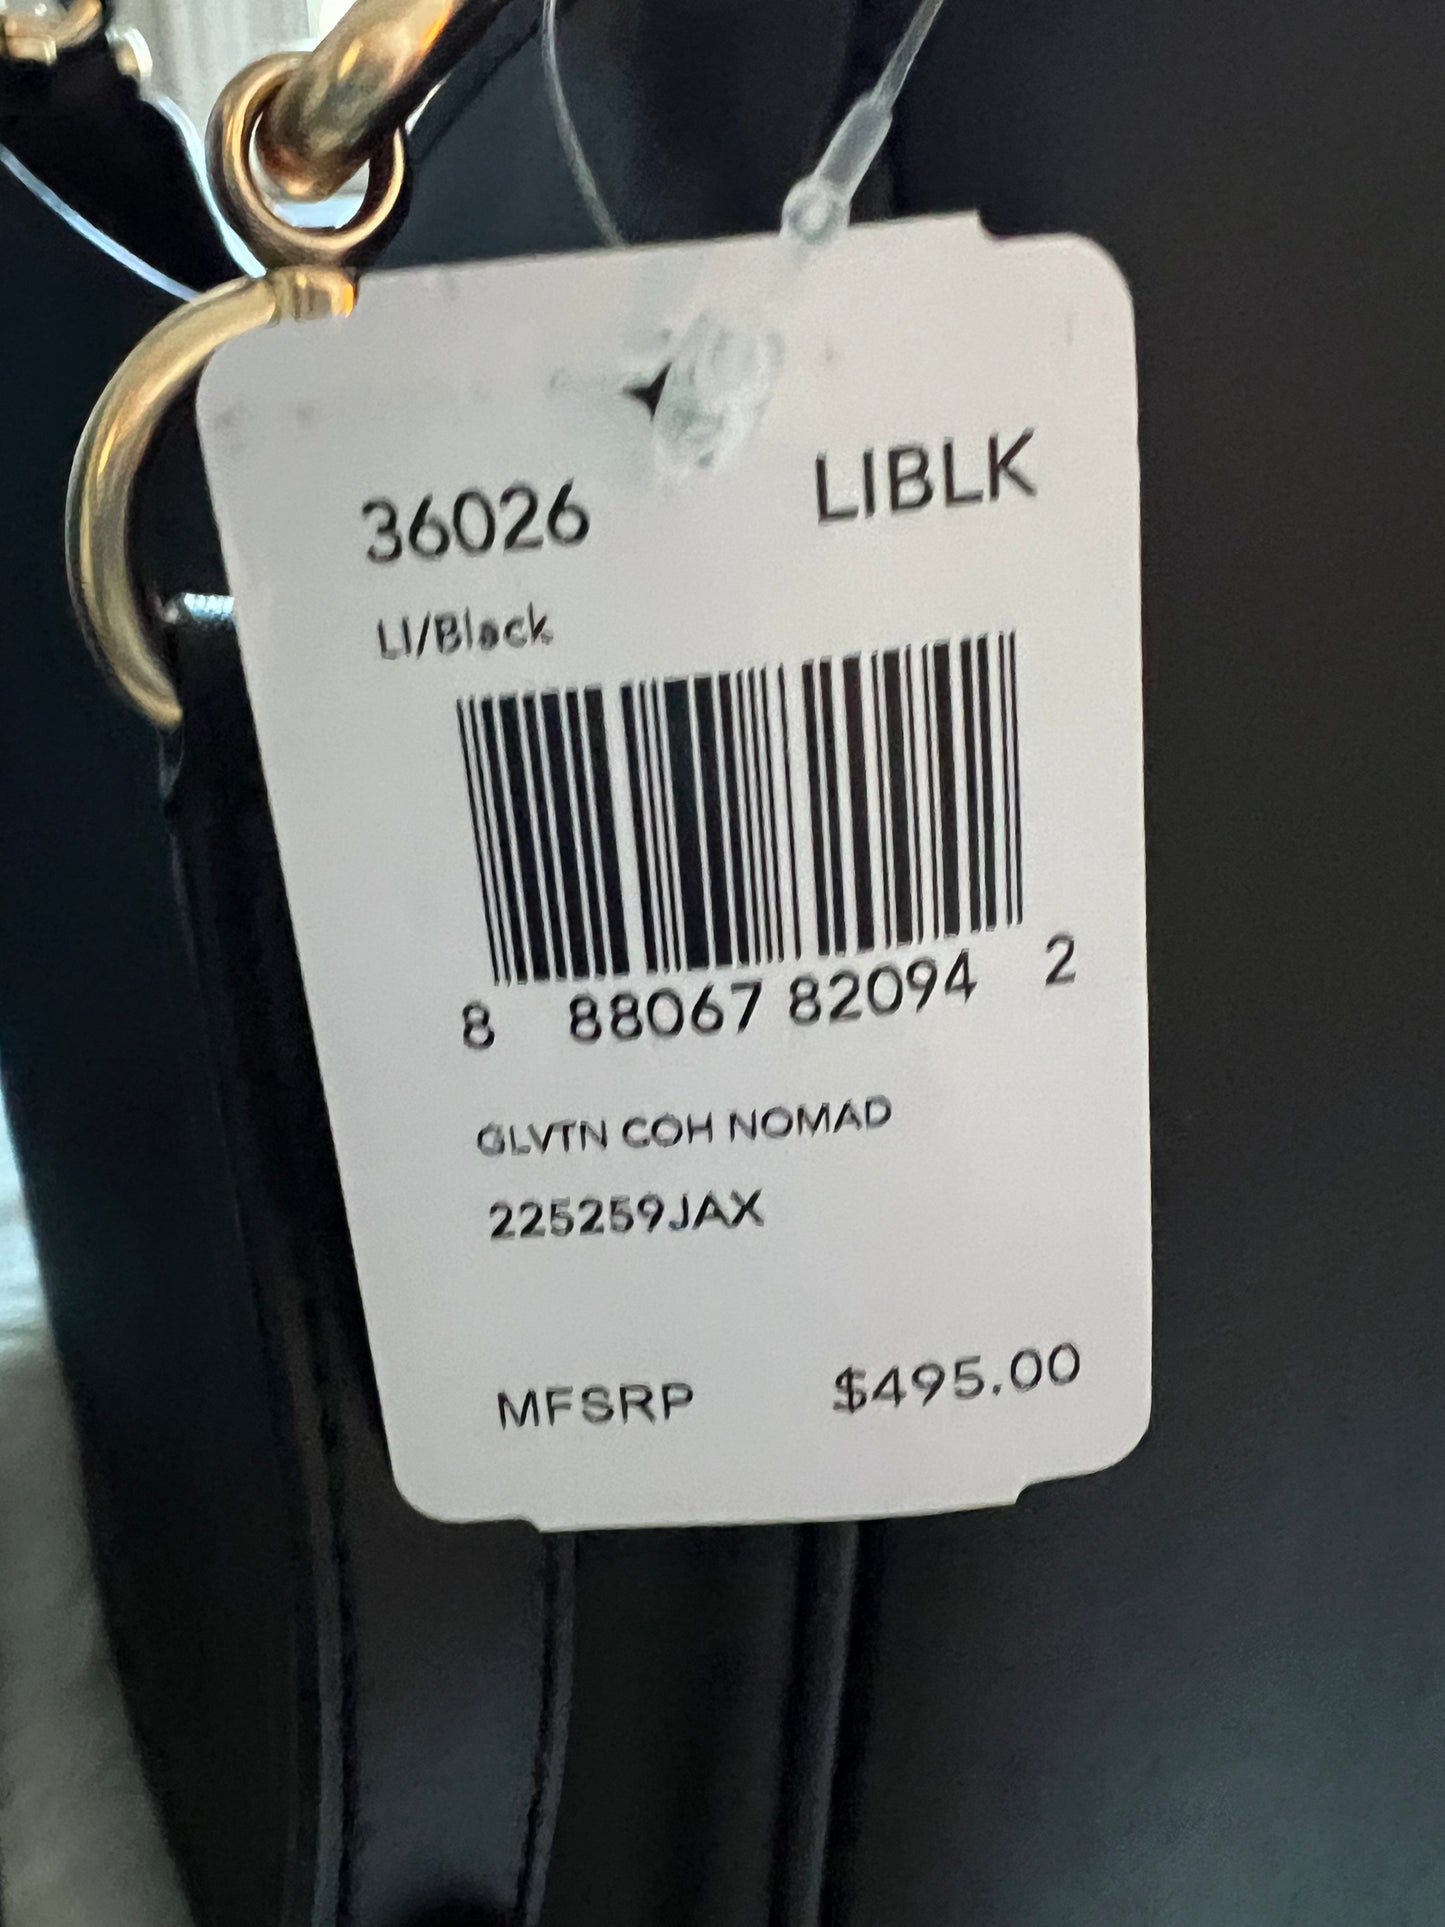 36026 LIBLK
LI/Black
8 88067 82094 2
GLVTN COH NOMAD
225259JAX
MFSRP $495.00